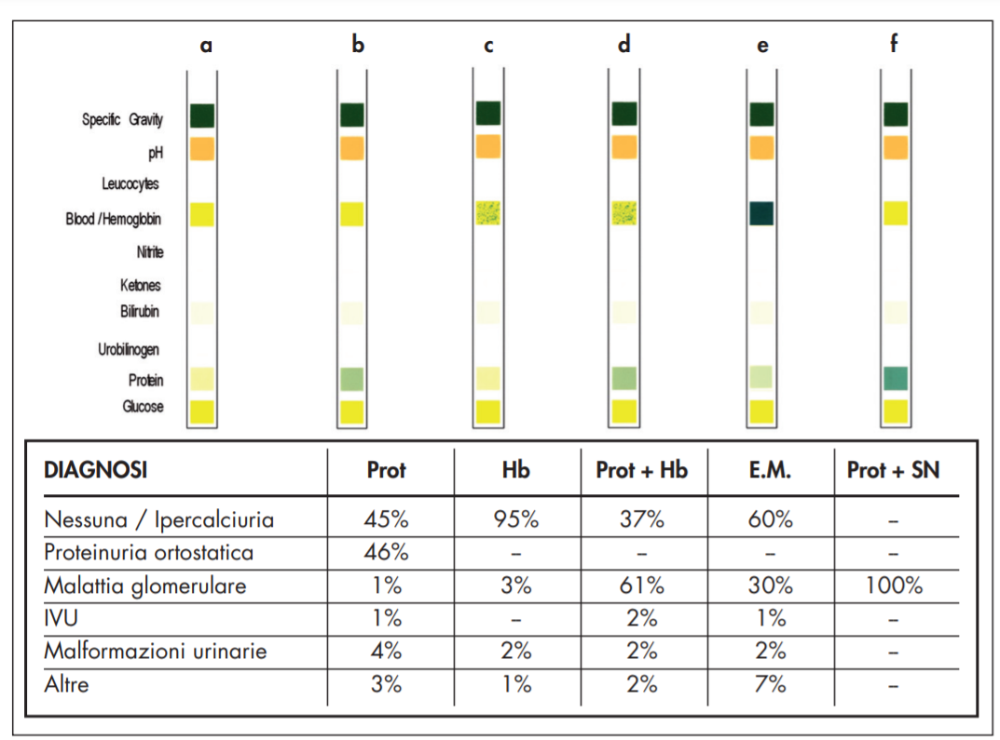 a b c d e f
Specific Gravity
pH
Leucocytes
Blood /Hemoglobin
Nitrite
Ketones
Bilirubin
Urobilinogen
Protein
Glucose
DIAGNOSI Prot Hb Prot + Hb E.M. Prot + SN
Nessuna / Ipercalciuria 45% 95% 37% 60% –
Proteinuria ortostatica 46% – – – –
Malattia glomerulare 1% 3% 61% 30% 100%
IVU 1% – 2% 1% –
Malformazioni urinarie 4% 2% 2% 2% –
Altre 3% 1% 2% 7% –